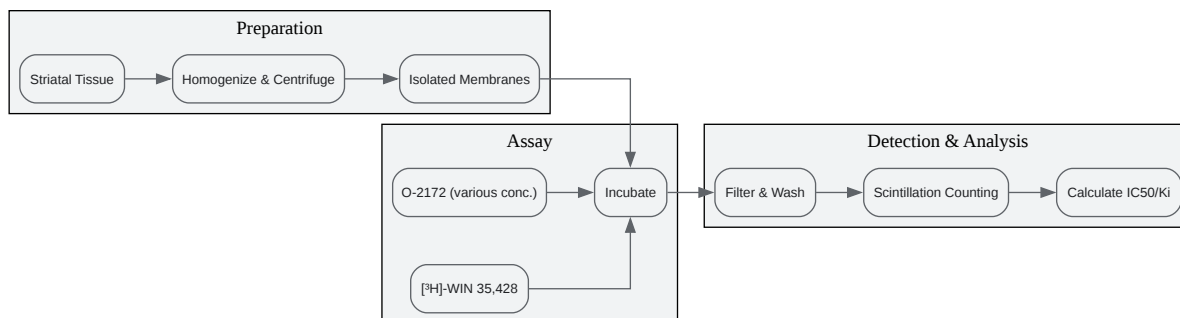 Preparation
Striatal Tissue
Homogenize & Centrifuge
Isolated Membranes
Assay
O-2172 (various conc.)
Incubate
[³H]-WIN 35,428
Detection & Analysis
Filter & Wash
Scintillation Counting
Calculate IC50/Ki